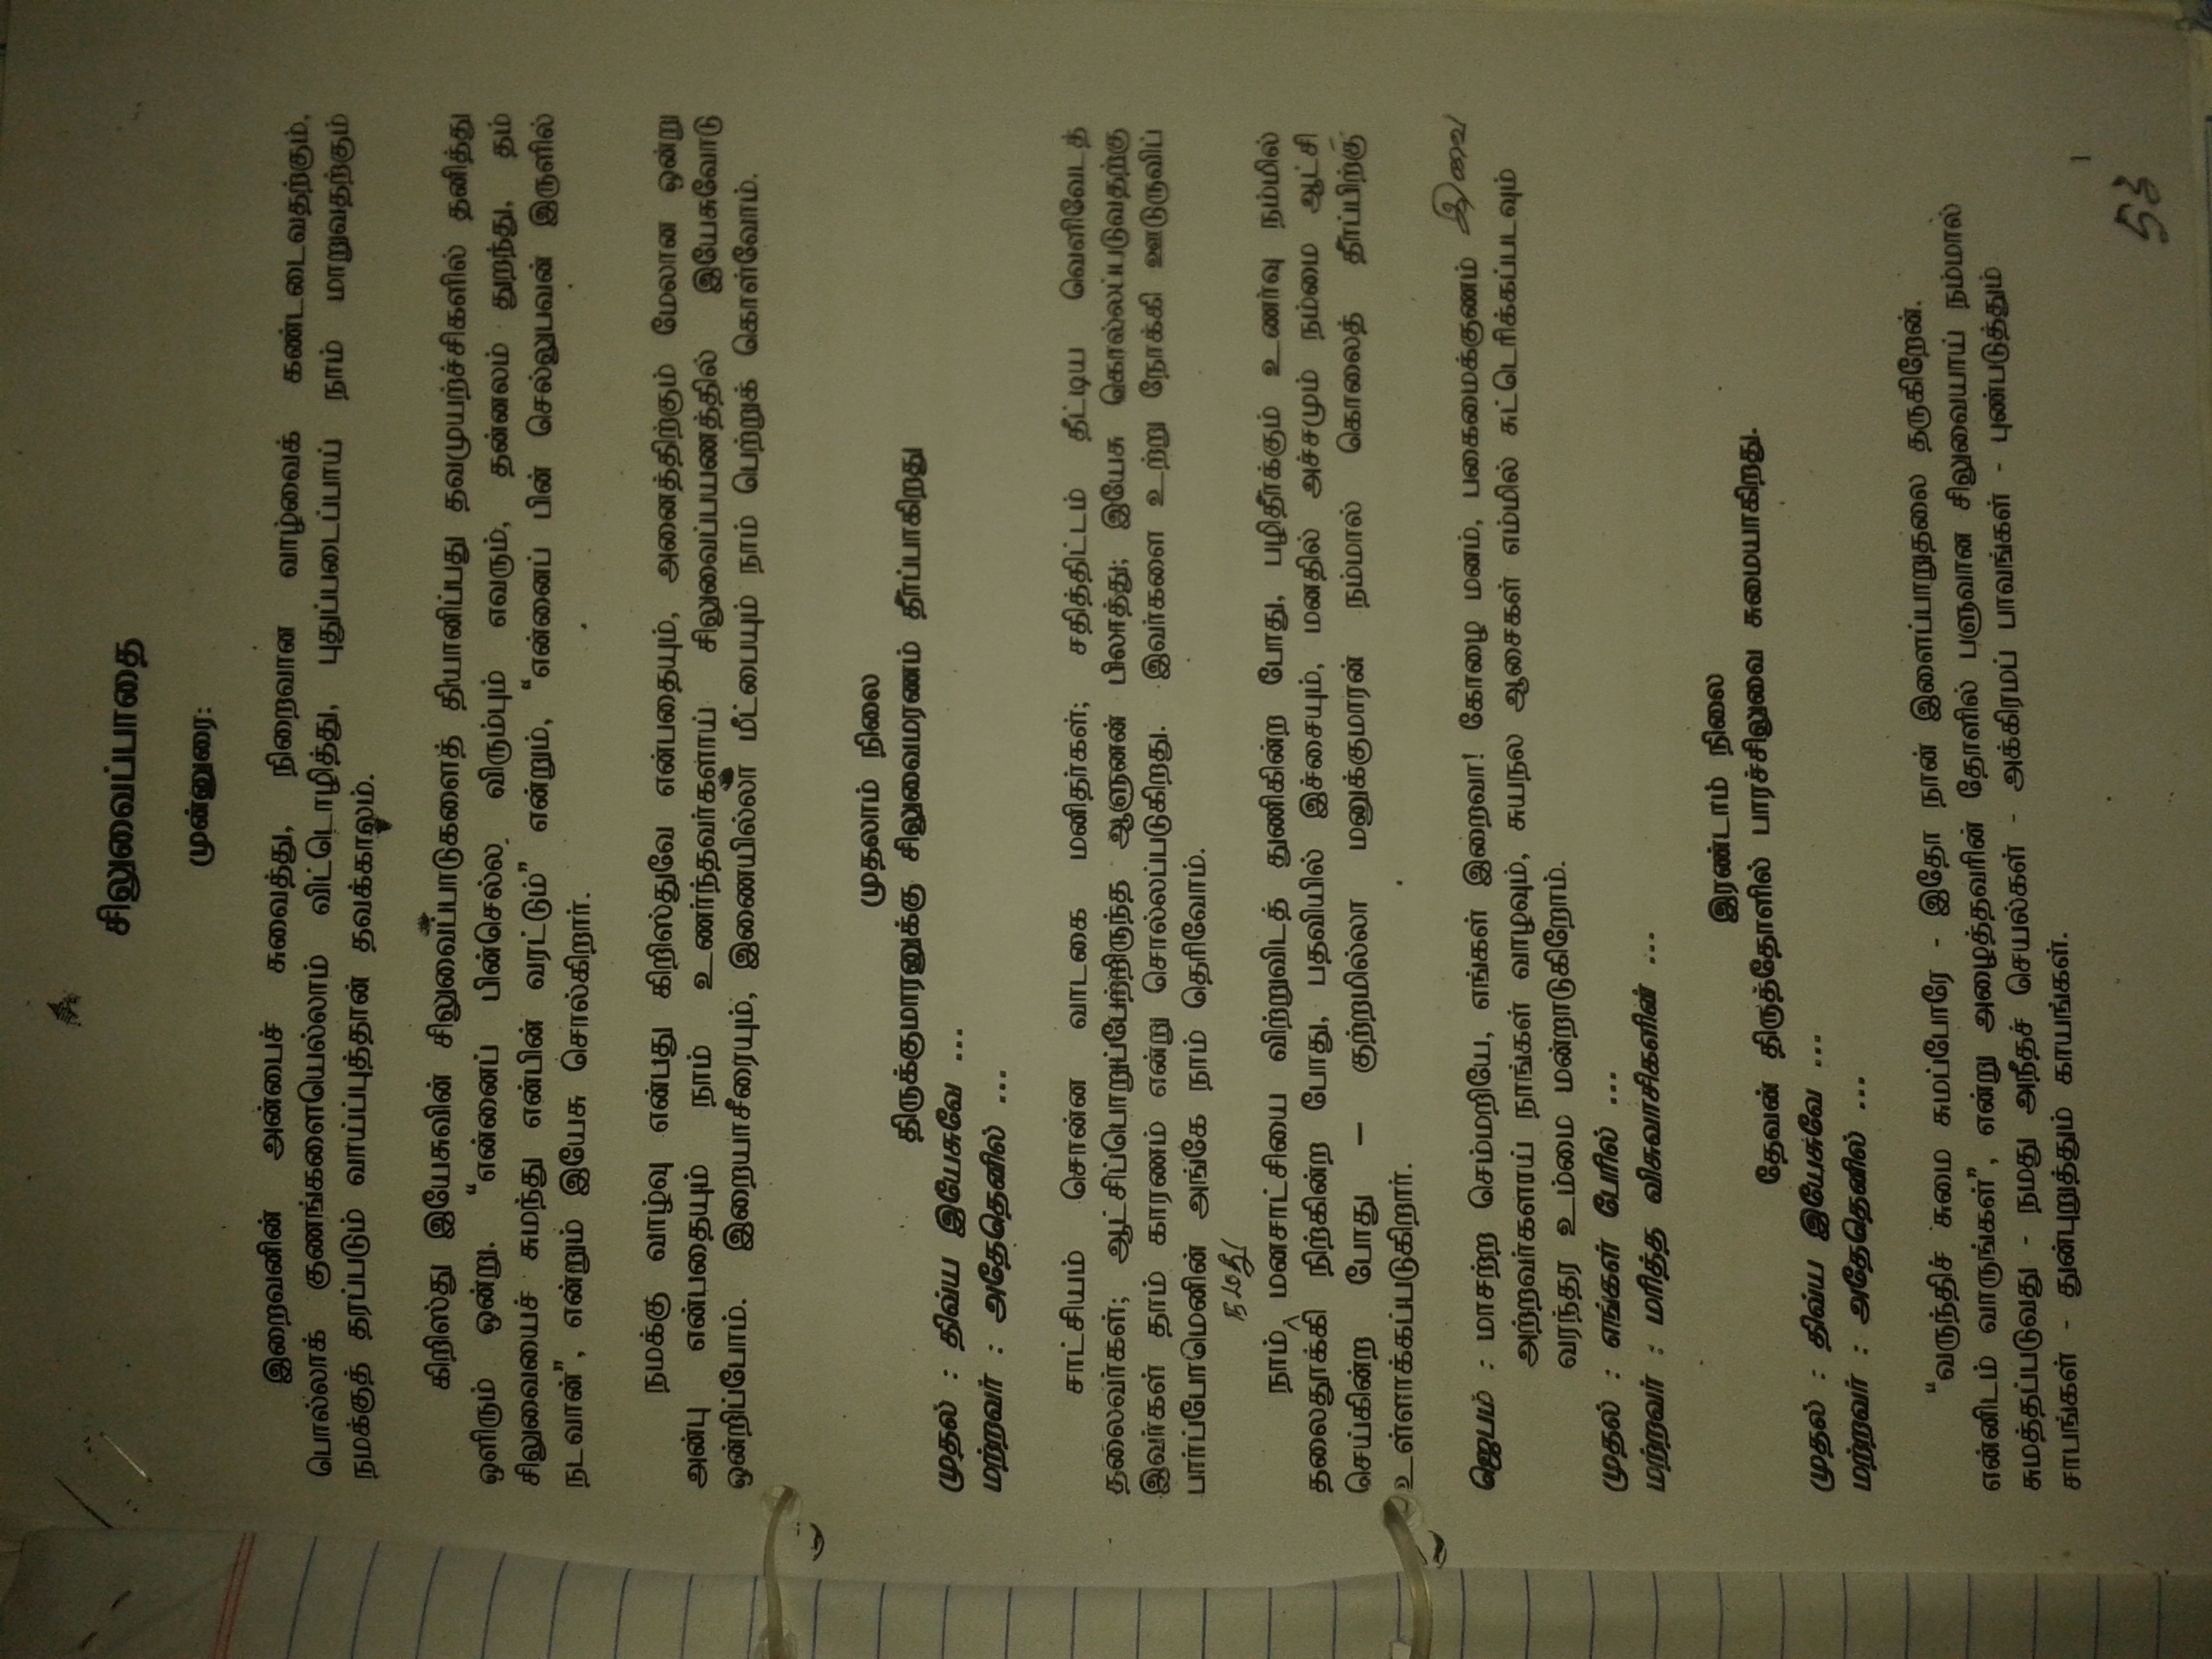 சிலுவைப்பாதை
முன்னுரை:
இறைவனின் அன்பைச் சுவைத்து, நிறைவான வாழ்வைக் கண்டடைவதற்கும்,
பொல்லாக் குணங்களையெல்லாம் விட்டொழித்து, புதுப்படைப்பாய் நாம் மாறுவதற்கும்
நமக்குத் தரப்படும் வாய்ப்புத்தான் தவக்காலம்.
கிறிஸ்து இயேசுவின் சிலுவைப்பாடுகளைத் தியானிப்பது தவமுயற்ச்சிகளில் தனித்து
ஒளிரும் ஒன்று. “என்னைப் பின்செல்ல விரும்பும் எவரும், தன்னலம் துறந்து, தம்
சிலுவையைச் சுமந்து என்பின் வரட்டும்” என்றும், “என்னைப் பின் செல்லுபவன் இருளில்
நடவான்”, என்றும் இயேசு சொல்கிறார்.
நமக்கு வாழ்வு என்பது கிறிஸ்துவே என்பதையும், அனைத்திற்கும் மேலான ஒன்று
அன்பு என்பதையும் நாம் உணர்ந்தவர்களாய் சிலுவைப்பயணத்தில் இயேசுவோடு
ஒன்றிப்போம். இறையாசீரையும், இணையில்லா மீட்பையும் நாம் பெற்றுக் கொள்வோம்.
முதலாம் நிலை
திருக்குமாரனுக்கு சிலுவைமரணம் தீர்ப்பாகிறது
முதல் : திவ்ய இயேசுவே ...
மற்றவர் : அதேதெனில் ...
சாட்சியம் சொன்ன வாடகை மனிதர்கள்; சதித்திட்டம் தீட்டிய வெளிவேடத்
தலைவர்கள்; ஆட்சிப்பொறுப்பேற்றிருந்த ஆளுனன் பிலாத்து; இயேசு கொல்லப்படுவதற்கு
இவர்கள் தாம் காரணம் என்று சொல்லப்படுகிறது. இவர்களை உற்று நோக்கி ஊடுருவிப்
பார்ப்போமெனின் அங்கே நாம் தெரிவோம்.
நமது
நாம் மனசாட்சியை விற்றுவிடத் துணிகின்ற போது, பழிதீர்க்கும் உணர்வு நம்மில்
தலைதூக்கி நிற்கின்ற போது, பதவியில் இச்சையும், மனதில் அச்சமும் நம்மை ஆட்சி
செய்கின்ற போது – குற்றமில்லா மனுக்குமாரன் நம்மால் கொலைத் தீர்ப்பிற்கு
உள்ளாக்கப்படுகிறார்.
ஜெபம் : மாசற்ற செம்மறியே, எங்கள் இறைவா! கோழை மனம், பகைமைக்குணம் இவை
அற்றவர்களாய் நாங்கள் வாழவும், சுயநல ஆசைகள் எம்மில் சுட்டெரிக்கப்படவும்
வரந்தர உம்மை மன்றாடுகிறோம்.
முதல் : எங்கள் பேரில் ...
மற்றவர் : மரித்த விசுவாசிகளின் ...
இரண்டாம் நிலை
தேவன் திருத்தோளில் பாரச்சிலுவை சுமையாகிறது.
முதல் : திவ்ய இயேசுவே ...
மற்றவர் : அதேதெனில் ...
“வருந்திச் சுமை சுமப்போரே - இதோ நான் இளைப்பாறுதலை தருகிறேன்.
என்னிடம் வாருங்கள்”, என்று அழைத்தவரின் தோளில் பளுவான சிலுவையாய் நம்மால்
சுமத்தப்படுவது - நமது அநீதச் செயல்கள் - அக்கிரமப் பாவங்கள் - புண்படுத்தும்
சாபங்கள் - துன்புறுத்தும் காயங்கள்.
1